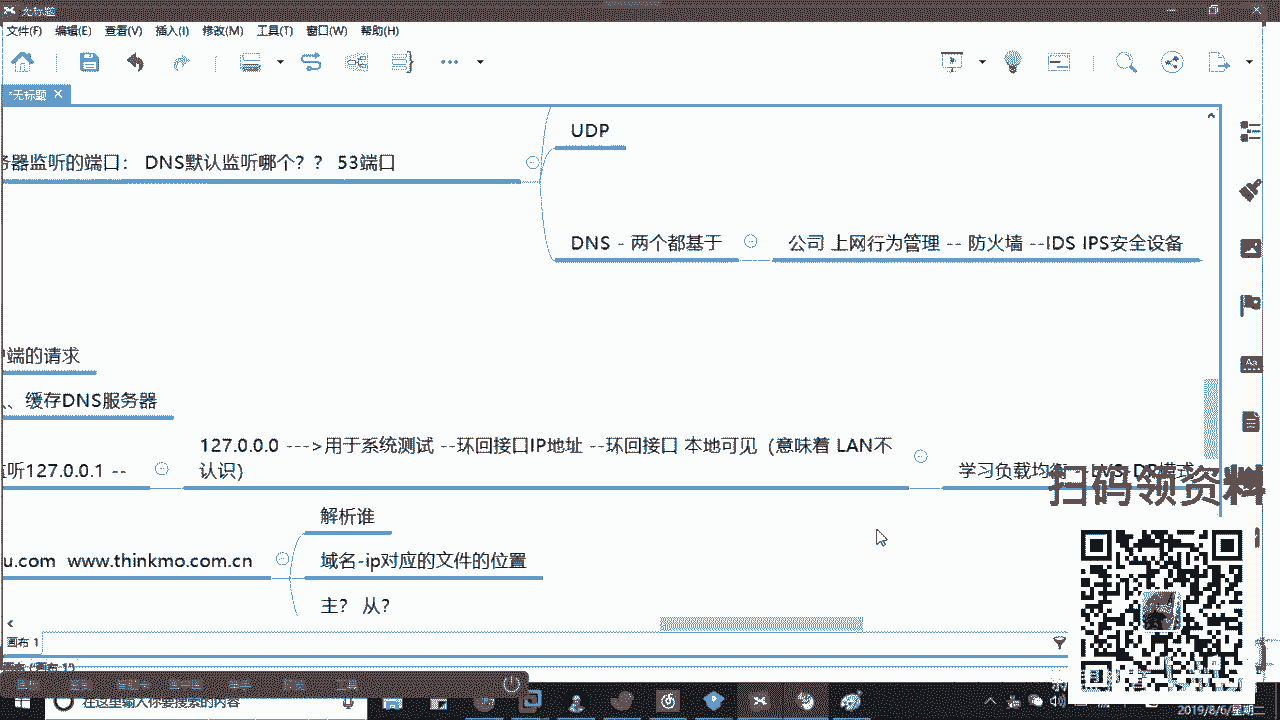 无标题
文件(F) 编辑(E) 查看(V) 插入(I) 修改(M) 工具(T) 窗口(W) 帮助(H)
*无标题
UDP
务器监听的端口： DNS默认监听哪个？？ 53端口
DNS - 两个都基于
公司 上网行为管理 -- 防火墙 --IDS IPS安全设备
户端的请求
、缓存DNS服务器
127.0.0.0 --->用于系统测试 --环回接口IP地址 --环回接口 本地可见（意味着 LAN不
认识）
监听127.0.0.1 --
学习负载均衡--LVS-DR模式
扫码领资料
解析谁
u.com www.thinkmo.com.cn
域名-ip对应的文件的位置
主？ 从？
画布 1
在这里输入你要搜索的内容
2019/8/6/星期二